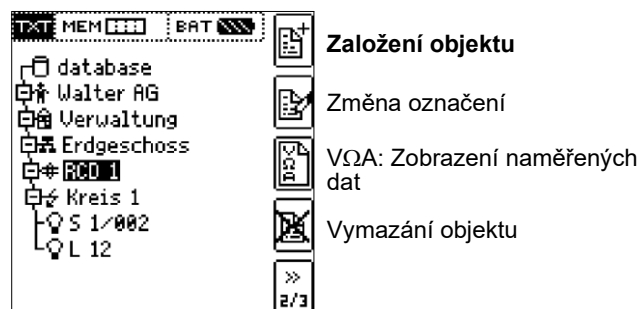 TXT MEM BAT
Založení objektu
database
Walter AG
Změna označení
Verwaltung
Erdgeschoss
VΩA: Zobrazení naměřených
dat
VΩA
RCD 1
Kreis 1
S 1/002
Vymazání objektu
L 12
»
2/3